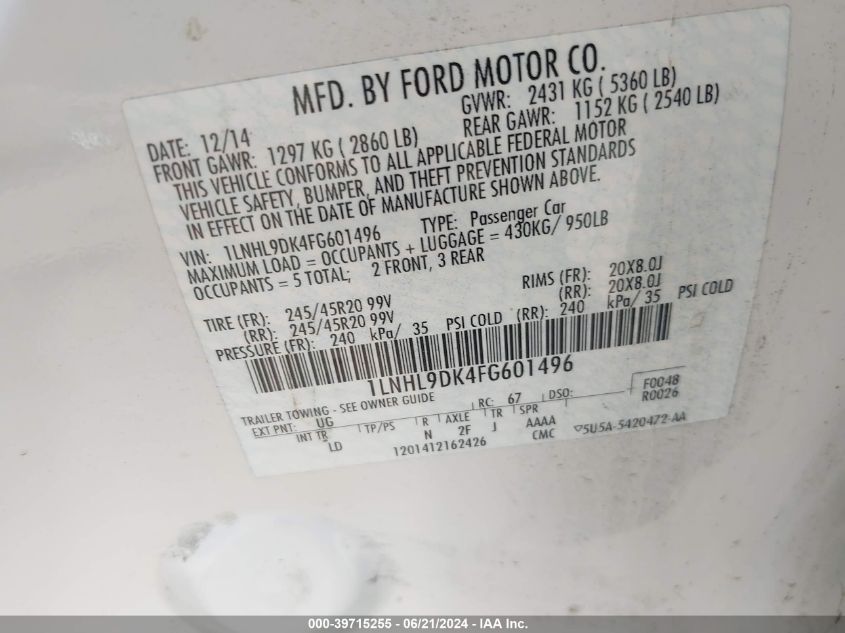 MFD. BY FORD MOTOR CO.
DATE: 12/14 GVWR: 2431 KG ( 5360 LB)
FRONT GAWR: 1297 KG ( 2860 LB) REAR GAWR: 1152 KG ( 2540 LB)
THIS VEHICLE CONFORMS TO ALL APPLICABLE FEDERAL MOTOR
VEHICLE SAFETY, BUMPER, AND THEFT PREVENTION STANDARDS
IN EFFECT ON THE DATE OF MANUFACTURE SHOWN ABOVE.
VIN: 1LNHL9DK4FG601496 TYPE: Passenger Car
MAXIMUM LOAD = OCCUPANTS + LUGGAGE = 430KG/ 950LB
OCCUPANTS = 5 TOTAL; 2 FRONT, 3 REAR
TIRE (FR): 245/45R20 99V RIMS (FR): 20X8.0J
(RR): 245/45R20 99V (RR): 20X8.0J
PRESSURE (FR): 240 kPa/ 35 PSI COLD (RR): 240 kPa/ 35 PSI COLD
1LNHL9DK4FG601496
TRAILER TOWING - SEE OWNER GUIDE F0048
EXT PNT: UG RC: 67 DSO: R0026
INT TR TP/PS R AXLE TR SPR
LD N 2F J AAAA
CMC 5U5A-5420472-AA
1201412162426
000-39715255 - 06/21/2024 - IAA Inc.